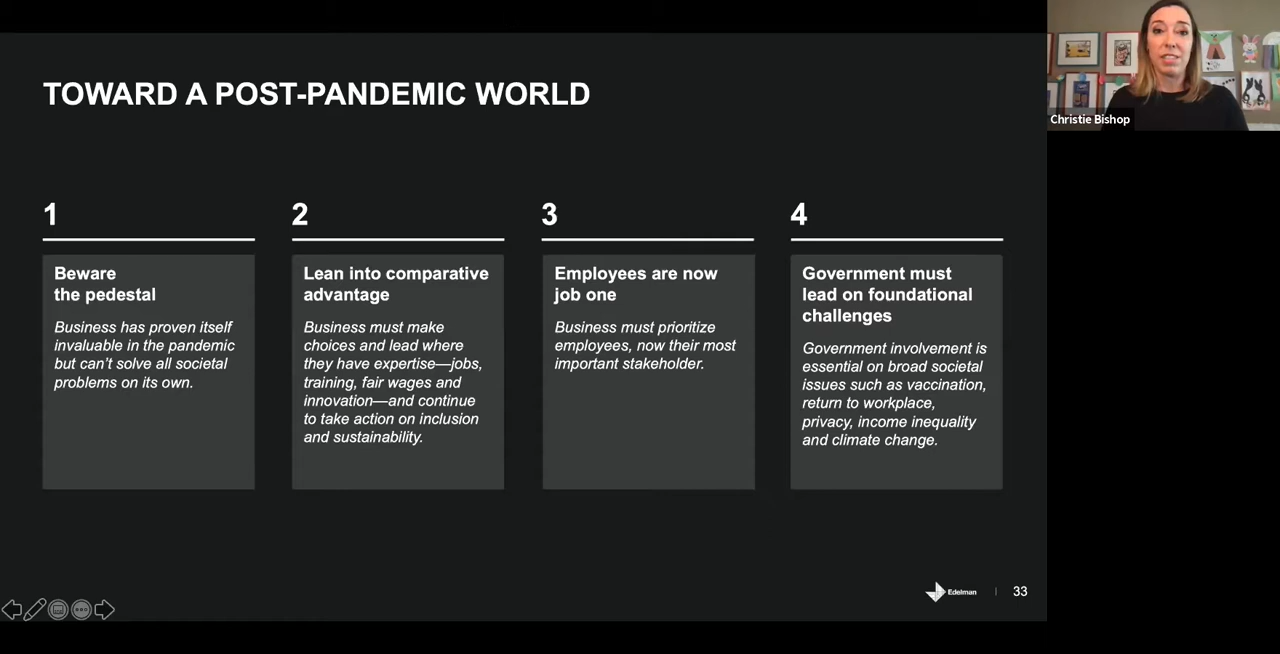 TOWARD A POST-PANDEMIC WORLD
1
Beware
the pedestal
Business has proven itself
invaluable in the pandemic
but can’t solve all societal
problems on its own.
2
Lean into comparative
advantage
Business must make
choices and lead where
they have expertise—jobs,
training, fair wages and
innovation—and continue
to take action on inclusion
and sustainability.
3
Employees are now
job one
Business must prioritize
employees, now their most
important stakeholder.
4
Government must
lead on foundational
challenges
Government involvement is
essential on broad societal
issues such as vaccination,
return to workplace,
privacy, income inequality
and climate change.
Edelman
33
Christie Bishop